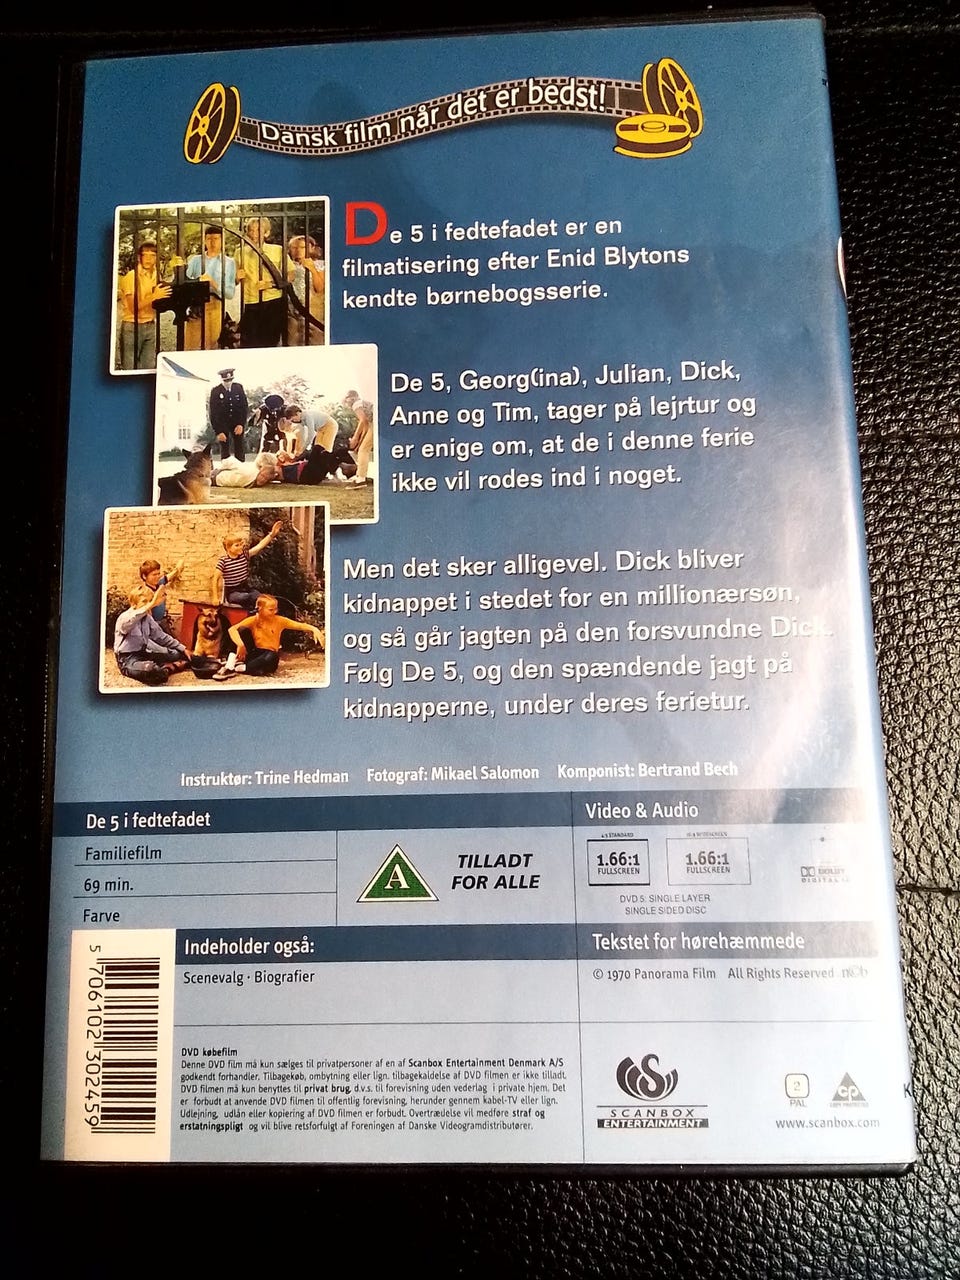 Dansk film når det er bedst!
De 5 i fedtefadet er en
filmatisering efter Enid Blytons
kendte børnebogsserie.
De 5, Georg(ina), Julian, Dick,
Anne og Tim, tager på lejrtur og
er enige om, at de i denne ferie
ikke vil rodes ind i noget.
Men det sker alligevel. Dick bliver
kidnappet i stedet for en millionærsøn,
og så går jagten på den forsvundne Dick.
Følg De 5, og den spændende jagt på
kidnapperne, under deres ferietur.
Instruktør: Trine Hedman Fotograf: Mikael Salomon Komponist: Bertrand Bech
De 5 i fedtefadet
Familiefilm
69 min.
Farve
A
TILLADT
FOR ALLE
Video & Audio
4:3 STANDARD
1.66:1
FULLSCREEN
16:9 WIDESCREEN
1.66:1
FULLSCREEN
DOLBY
DIGITAL
DVD 5: SINGLE LAYER
SINGLE SIDED DISC
Indeholder også:
Scenevalg · Biografier
Tekstet for hørehæmmede
© 1970 Panorama Film All Rights Reserved. n©b
5 706102 302459
DVD købefilm
Denne DVD film må kun sælges til privatpersoner af en af Scanbox Entertainment Denmark A/S
godkendt forhandler. Tilbagekøb, ombytning eller lign. tilbagekaldelse af DVD filmen er ikke tilladt.
DVD filmen må kun benyttes til privat brug, d.v.s. til forevisning uden vederlag i private hjem. Det
er forbudt at anvende DVD filmen til offentlig forevisning, herunder gennem kabel-TV eller lign.
Udlejning, udlån eller kopiering af DVD filmen er forbudt. Overtrædelse vil medføre straf og
erstatningspligt og vil blive retsforfulgt af Foreningen af Danske Videogramdistributører.
SCANBOX
ENTERTAINMENT
2
PAL
CP
COPY PROTECTED
www.scanbox.com